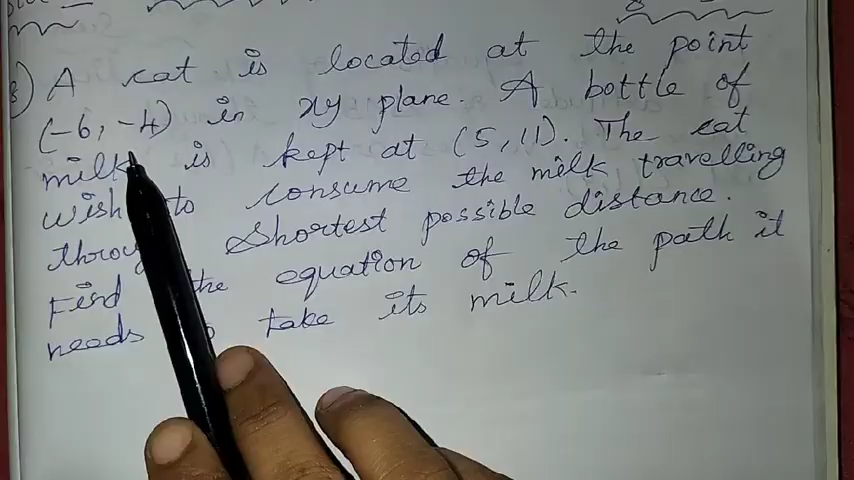 8) A cat is located at the point
(-6, -4) in xy plane. A bottle of
milk is kept at (5, 11). The cat
wish to consume the milk travelling
through shortest possible distance.
Find the equation of the path it
needs to take its milk.